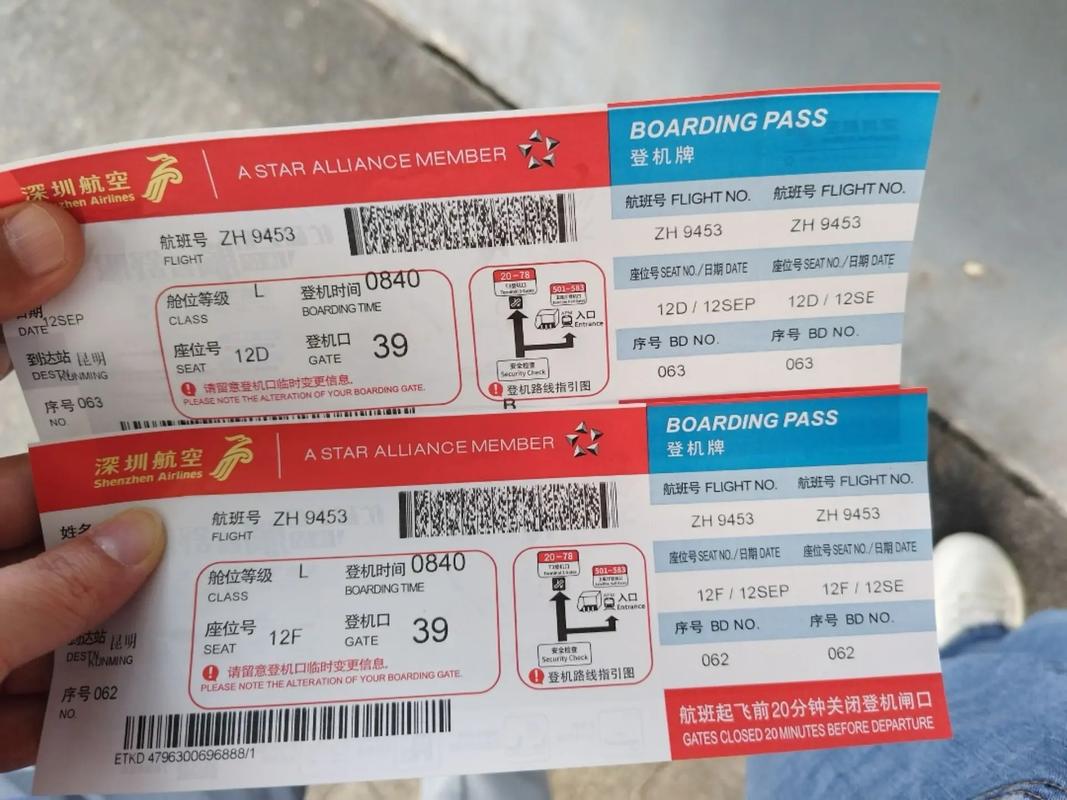 深圳航空
zhen Airlines
A STAR ALLIANCE MEMBER
BOARDING PASS
登机牌
航班号 ZH 9453
FLIGHT
DATE 12SEP
到达站 昆明
DESTN. KUNMING
序号 063
NO.
舱位等级 L 登机时间 0840
CLASS BOARDING TIME
座位号 12D 登机口 39
SEAT GATE
请留意登机口临时变更信息.
PLEASE NOTE THE ALTERATION OF YOUR BOARDING GATE.
20-78
501-583
入口
Entrance
安全检查
Security Check
登机路线指引图
R
航班号 FLIGHT NO. 航班号 FLIGHT NO.
ZH 9453 ZH 9453
座位号 SEAT NO./日期 DATE 座位号 SEAT NO./日期 DATE
12D / 12SEP 12D / 12SE
序号 BD NO. 序号 BD NO.
063 063
深圳航空
Shenzhen Airlines
A STAR ALLIANCE MEMBER
BOARDING PASS
登机牌
姓名
航班号 ZH 9453
FLIGHT
到达站 昆明
DESTN. KUNMING
序号 062
NO.
舱位等级 L 登机时间 0840
CLASS BOARDING TIME
座位号 12F 登机口 39
SEAT GATE
请留意登机口临时变更信息.
PLEASE NOTE THE ALTERATION OF YOUR BOARDING GATE.
20-78
501-583
入口
Entrance
安全检查
Security Check
登机路线指引图
ETKD 4796300696888/1
航班号 FLIGHT NO. 航班号 FLIGHT NO.
ZH 9453 ZH 9453
座位号 SEAT NO./日期 DATE 座位号 SEAT NO./日期 DATE
12F / 12SEP 12F / 12SE
序号 BD NO. 序号 BD NO.
062 062
航班起飞前20分钟关闭登机闸口
GATES CLOSED 20 MINUTES BEFORE DEPARTURE